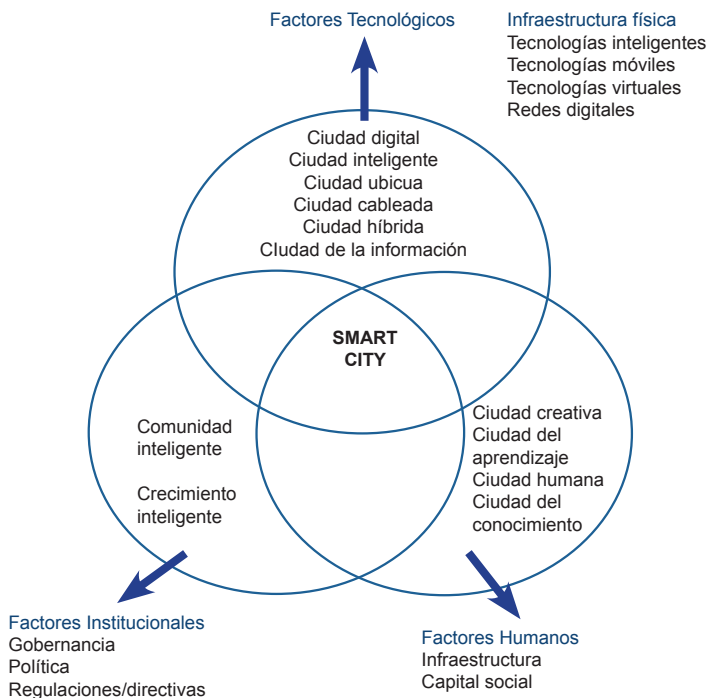 Factores Tecnológicos
Infraestructura física
Tecnologías inteligentes
Tecnologías móviles
Tecnologías virtuales
Redes digitales
Ciudad digital
Ciudad inteligente
Ciudad ubicua
Ciudad cableada
Ciudad híbrida
CIudad de la información
SMART
CITY
Comunidad
inteligente
Crecimiento
inteligente
Ciudad creativa
Ciudad del
aprendizaje
Ciudad humana
Ciudad del
conocimiento
Factores Institucionales
Gobernancia
Política
Regulaciones/directivas
Factores Humanos
Infraestructura
Capital social